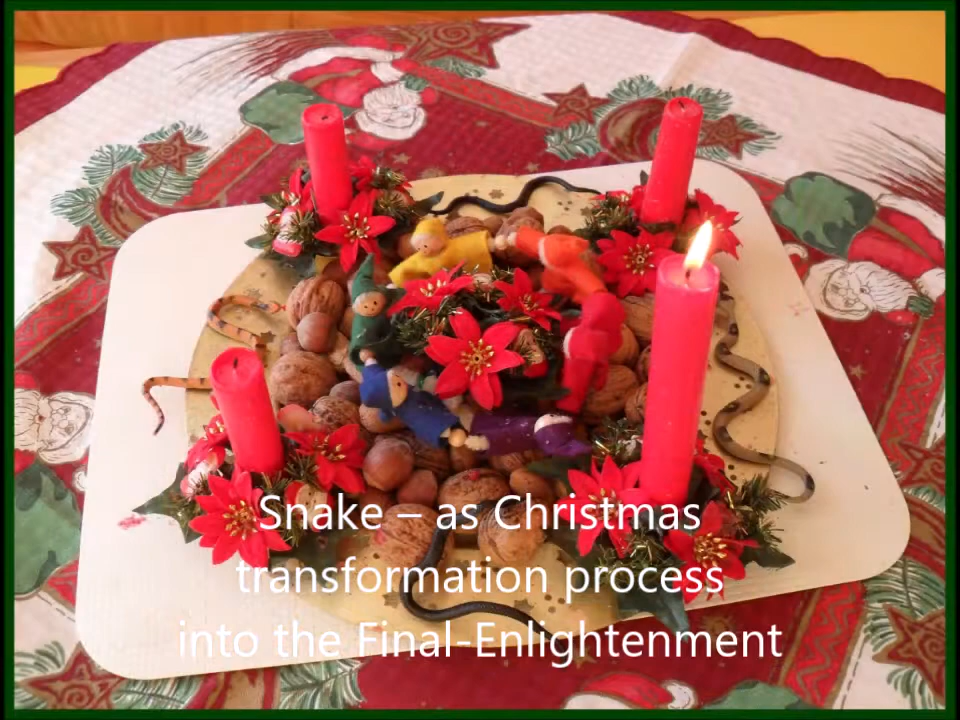 Snake – as Christmas
transformation process
into the Final-Enlightenment